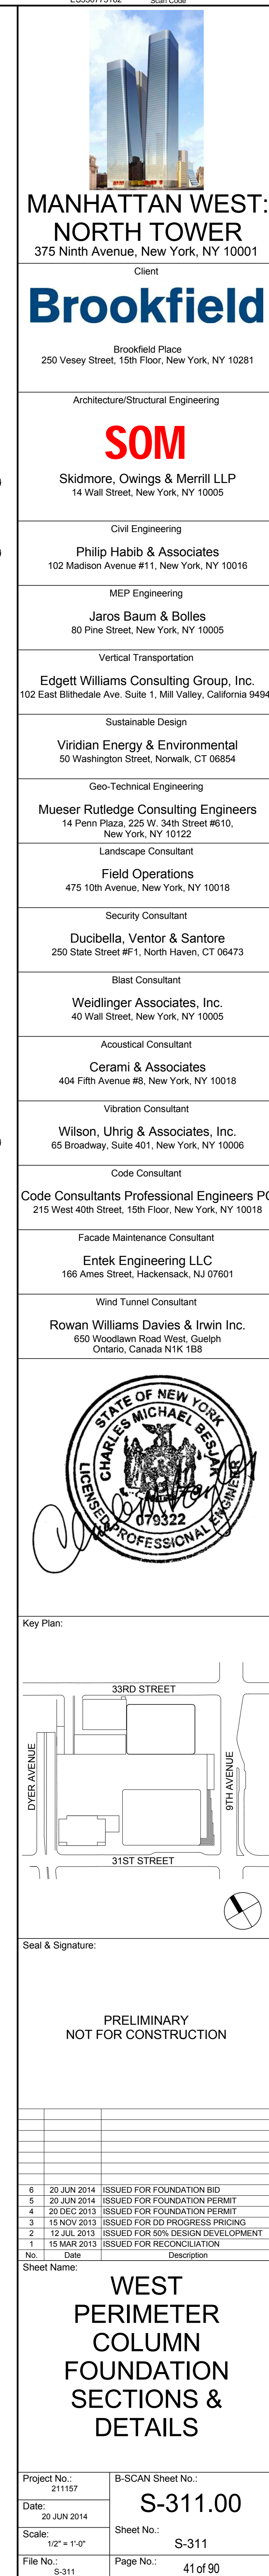 MANHATTAN WEST:
NORTH TOWER
375 Ninth Avenue, New York, NY 10001
Client
Brookfield
Brookfield Place
250 Vesey Street, 15th Floor, New York, NY 10281
Architecture/Structural Engineering
SOM
Skidmore, Owings & Merrill LLP
14 Wall Street, New York, NY 10005
Civil Engineering
Philip Habib & Associates
102 Madison Avenue #11, New York, NY 10016
MEP Engineering
Jaros Baum & Bolles
80 Pine Street, New York, NY 10005
Vertical Transportation
Edgett Williams Consulting Group, Inc.
102 East Blithedale Ave. Suite 1, Mill Valley, California 9494
Sustainable Design
Viridian Energy & Environmental
50 Washington Street, Norwalk, CT 06854
Geo-Technical Engineering
Mueser Rutledge Consulting Engineers
14 Penn Plaza, 225 W. 34th Street #610,
New York, NY 10122
Landscape Consultant
Field Operations
475 10th Avenue, New York, NY 10018
Security Consultant
Ducibella, Ventor & Santore
250 State Street #F1, North Haven, CT 06473
Blast Consultant
Weidlinger Associates, Inc.
40 Wall Street, New York, NY 10005
Acoustical Consultant
Cerami & Associates
404 Fifth Avenue #8, New York, NY 10018
Vibration Consultant
Wilson, Uhrig & Associates, Inc.
65 Broadway, Suite 401, New York, NY 10006
Code Consultant
Code Consultants Professional Engineers PC
215 West 40th Street, 15th Floor, New York, NY 10018
Facade Maintenance Consultant
Entek Engineering LLC
166 Ames Street, Hackensack, NJ 07601
Wind Tunnel Consultant
Rowan Williams Davies & Irwin Inc.
650 Woodlawn Road West, Guelph
Ontario, Canada N1K 1B8
STATE OF NEW YORK
CHARLES MICHAEL BESJAK
079322
LICENSED PROFESSIONAL ENGINEER
Key Plan:
33RD STREET
DYER AVENUE
9TH AVENUE
31ST STREET
Seal & Signature:
PRELIMINARY
NOT FOR CONSTRUCTION
6 20 JUN 2014 ISSUED FOR FOUNDATION BID
5 20 JUN 2014 ISSUED FOR FOUNDATION PERMIT
4 20 DEC 2013 ISSUED FOR FOUNDATION PERMIT
3 15 NOV 2013 ISSUED FOR DD PROGRESS PRICING
2 12 JUL 2013 ISSUED FOR 50% DESIGN DEVELOPMENT
1 15 MAR 2013 ISSUED FOR RECONCILIATION
No. Date Description
Sheet Name:
WEST
PERIMETER
COLUMN
FOUNDATION
SECTIONS &
DETAILS
Project No.:
211157
B-SCAN Sheet No.:
S-311.00
Date:
20 JUN 2014
Scale:
1/2" = 1'-0"
Sheet No.:
S-311
File No.:
S-311
Page No.:
41 of 90